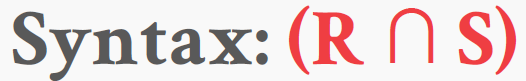 Syntax: (R ∩ S)